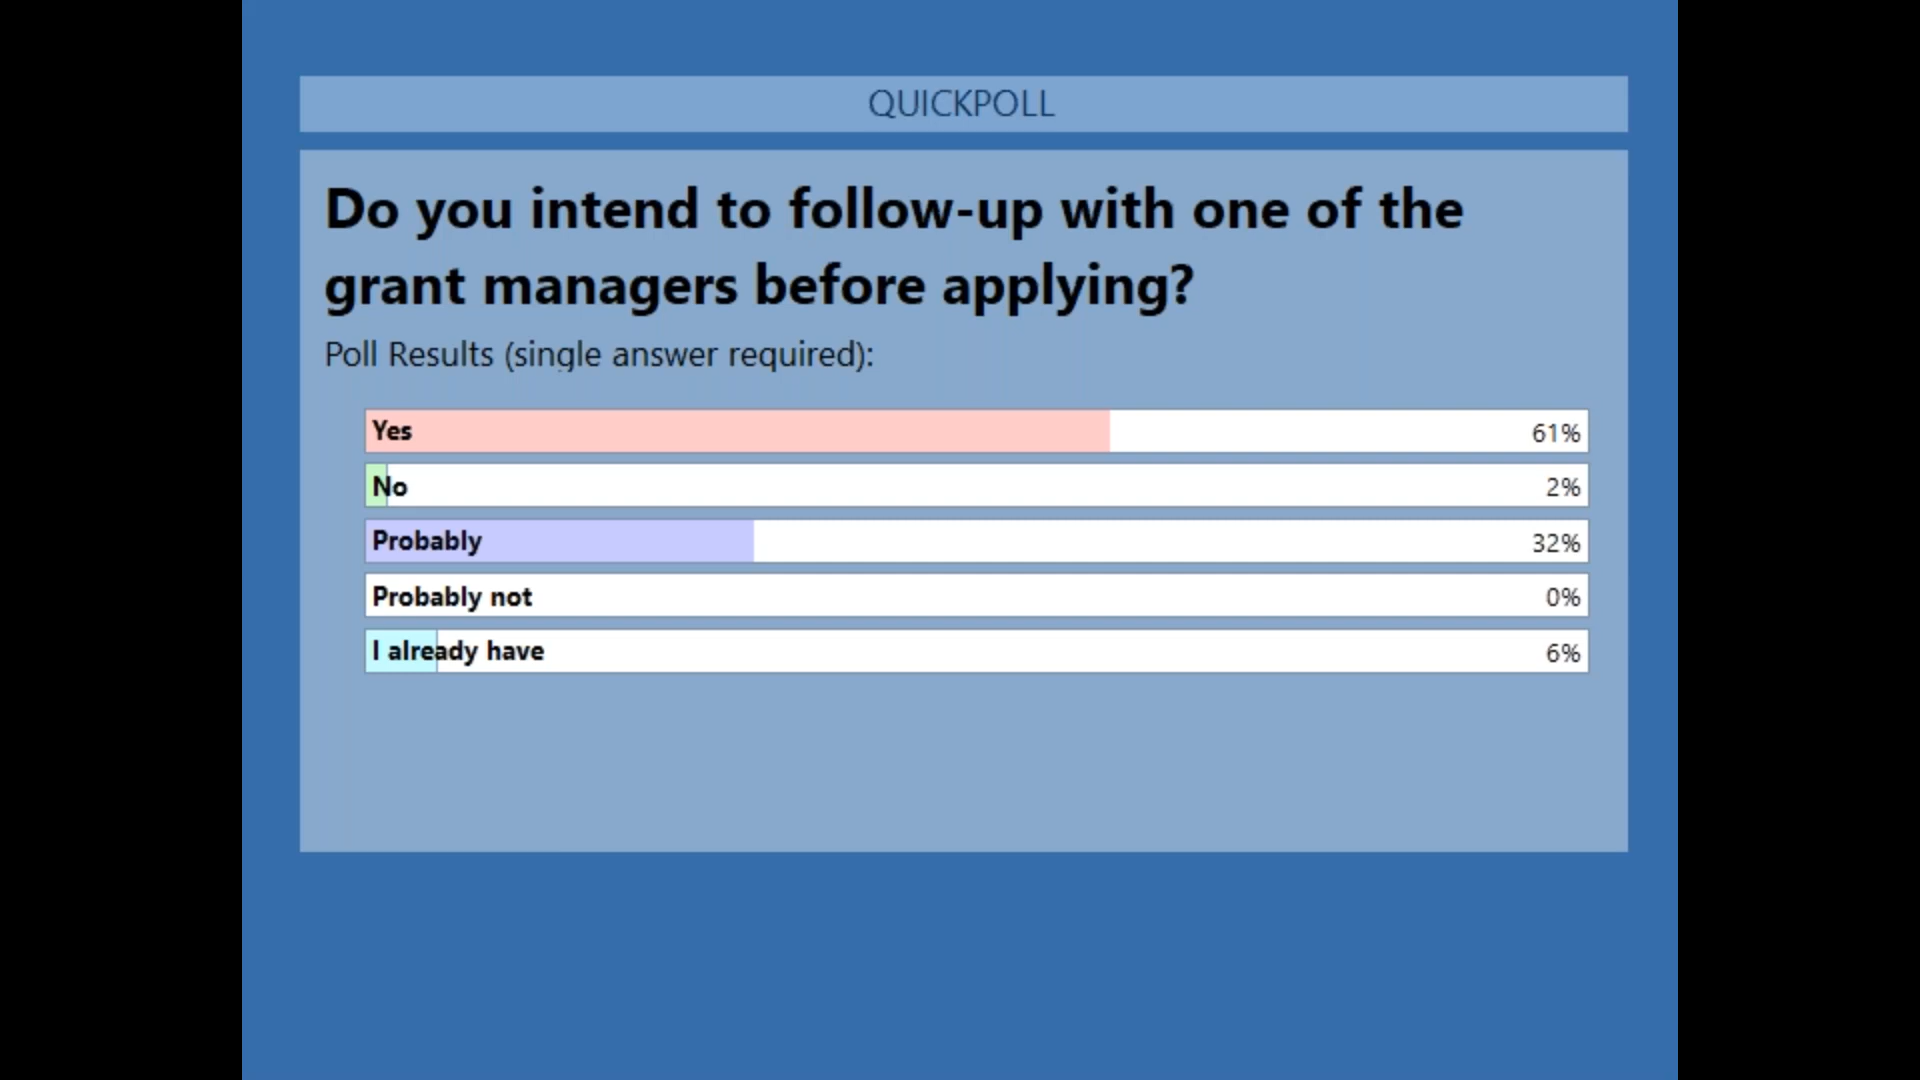 QUICKPOLL
Do you intend to follow-up with one of the
grant managers before applying?
Poll Results (single answer required):
Yes 61%
No 2%
Probably 32%
Probably not 0%
I already have 6%